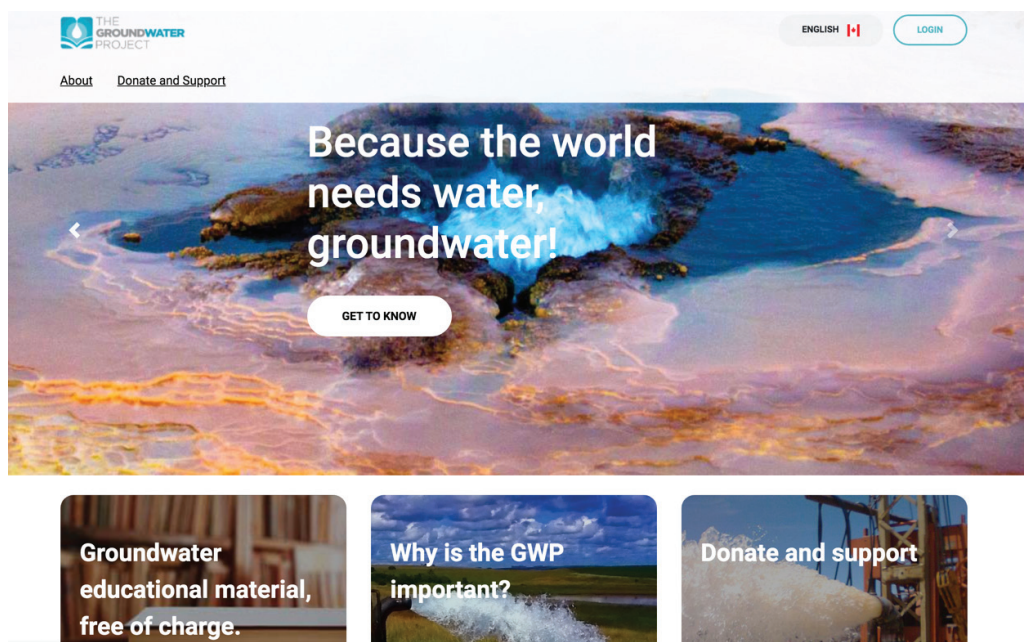 THE
GROUNDWATER
PROJECT
ENGLISH
LOGIN
About
Donate and Support
Because the world
needs water,
groundwater!
GET TO KNOW
Groundwater
educational material,
free of charge.
Why is the GWP
important?
Donate and support